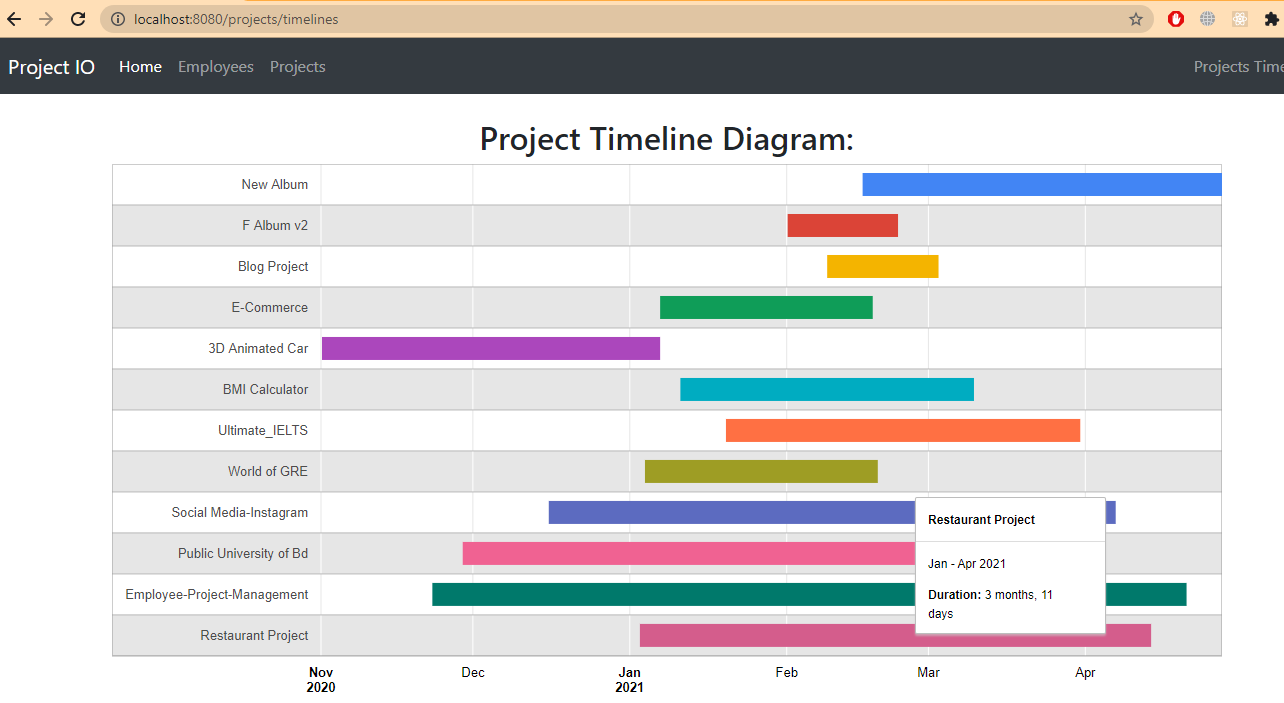 localhost:8080/projects/timelines
Project IO Home Employees Projects Projects Time
Project Timeline Diagram:
New Album
F Album v2
Blog Project
E-Commerce
3D Animated Car
BMI Calculator
Ultimate_IELTS
World of GRE
Social Media-Instagram
Public University of Bd
Employee-Project-Management
Restaurant Project
Restaurant Project
Jan - Apr 2021
Duration: 3 months, 11
days
Nov Dec Jan Feb Mar Apr
2020 2021